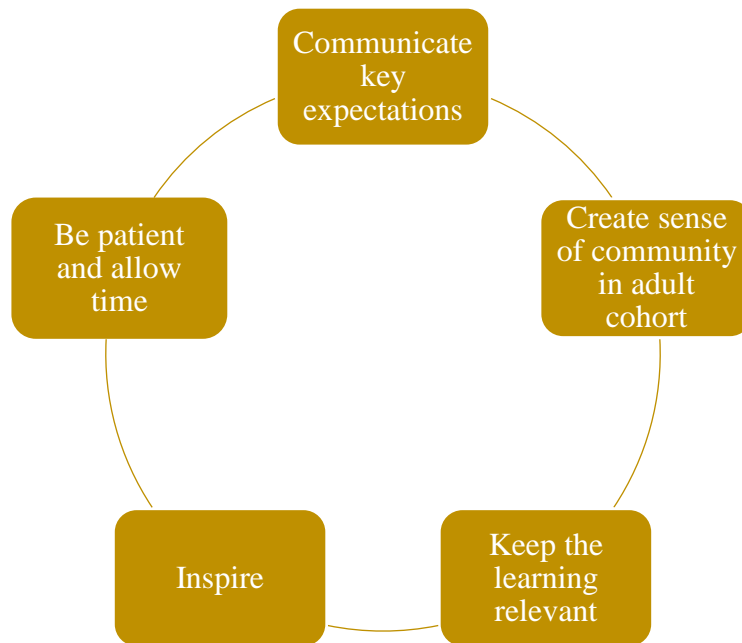 Communicate
key
expectations
Create sense
of community
in adult
cohort
Keep the
learning
relevant
Inspire
Be patient
and allow
time